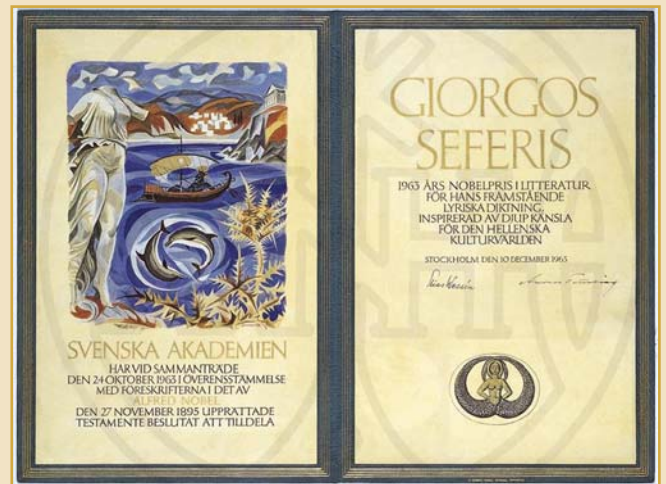 SVENSKA AKADEMIEN
HAR VID SAMMANTRÄDE
DEN 24 OKTOBER 1963 I ÖVERENSSTÄMMELSE
MED FÖRESKRIFTERNA I DET AV
ALFRED NOBEL
DEN 27 NOVEMBER 1895 UPPRÄTTADE
TESTAMENTE BESLUTAT ATT TILLDELA
GIORGOS
SEFERIS
1963 ÅRS NOBELPRIS I LITTERATUR
FÖR HANS FRAMSTÅENDE
LYRISKA DIKTNING,
INSPIRERAD AV DJUP KÄNSLA
FÖR DEN HELLENSKA
KULTURVÄRLDEN
STOCKHOLM DEN 10 DECEMBER 1963